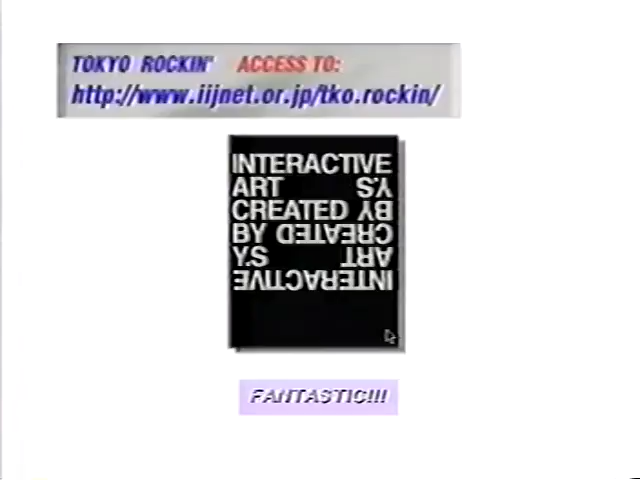 TOKYO ROCKIN' ACCESS TO:
http://www.iijnet.or.jp/tko.rockin/
INTERACTIVE
ART Y.S
CREATED BY
BY CREATED
Y.S ART
INTERACTIVE
FANTASTIC!!!